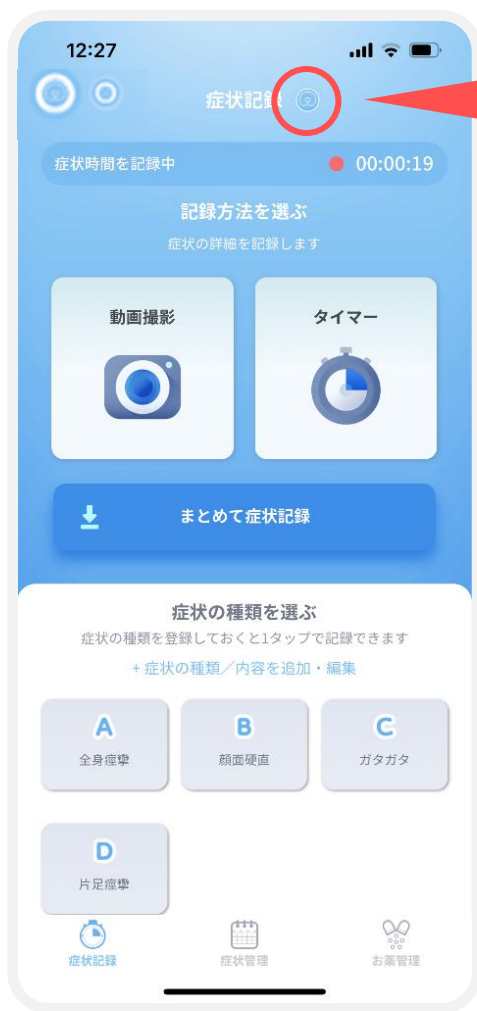 12:27
症状記録
症状時間を記録中 00:00:19
記録方法を選ぶ
症状の詳細を記録します
動画撮影 タイマー
まとめて症状記録
症状の種類を選ぶ
症状の種類を登録しておくと1タップで記録できます
+ 症状の種類／内容を追加・編集
A B C
全身痙攣 顔面硬直 ガタガタ
D
片足痙攣
症状記録 症状管理 お薬管理